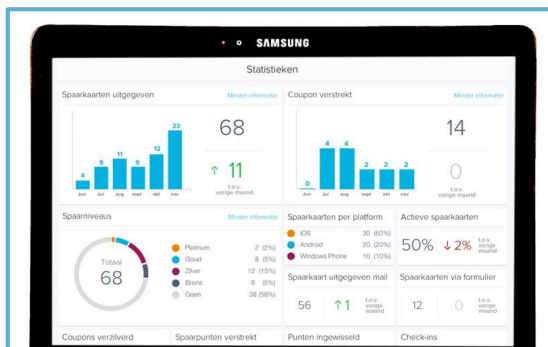 SAMSUNG
Statistieken
Spaarkaarten uitgegeven
Minder informatie
4
9
11
9
12
23
Jun
Jul
aug
sept
okt
nov
68
↑ 11
t.o.v.
vorige maand
Coupon verstrekt
Minder informatie
0
4
4
2
2
2
Jun
Jul
aug
sept
okt
nov
14
0
t.o.v.
vorige maand
Spaarniveaus
Minder informatie
Totaal
68
Platinum 2 (2%)
Goud 8 (5%)
Zilver 12 (15%)
Brons 8 (5%)
Geen 38 (58%)
Spaarkaarten per platform
iOS 30 (60%)
Android 20 (20%)
Windows Phone 10 (10%)
Actieve spaarkaarten
50% ↓ 2%
t.o.v.
vorige
maand
Spaarkaart uitgegeven mail
56 ↑ 1
t.o.v.
vorige
maand
Spaarkaarten via formulier
12 0
t.o.v.
vorige
maand
Coupons verzilverd
Spaarpunten verstrekt
Punten ingewisseld
Check-ins